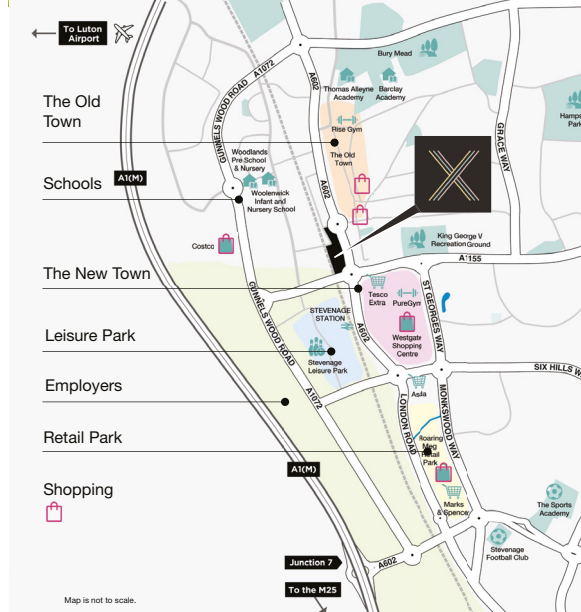 To Luton
Airport
The Old
Town
Schools
A1(M)
The New Town
Leisure Park
Employers
Retail Park
Shopping
A1(M)
Junction 7
To the M25
Map is not to scale.
GUNNELS WOOD ROAD
A1072
A602
Bury Mead
Thomas Alleyne
Academy
Barclay
Academy
Rise Gym
The Old
Town
GRACE WAY
Woodlands
Pre School
& Nursery
Woolenwick
Infant and
Nursery School
A602
Costco
King George V
Recreation Ground
A1155
Tesco
Extra
PureGym
ST GEORGES WAY
Westgate
Shopping
Centre
STEVENAGE
STATION
A602
GUNNELS WOOD ROAD
Stevenage
Leisure Park
A1072
SIX HILLS
Asda
LONDON ROAD
MONKSWOOD WAY
Roaring
Meg
Retail
Park
Marks
& Spencer
The Sports
Academy
Stevenage
Football Club
A602